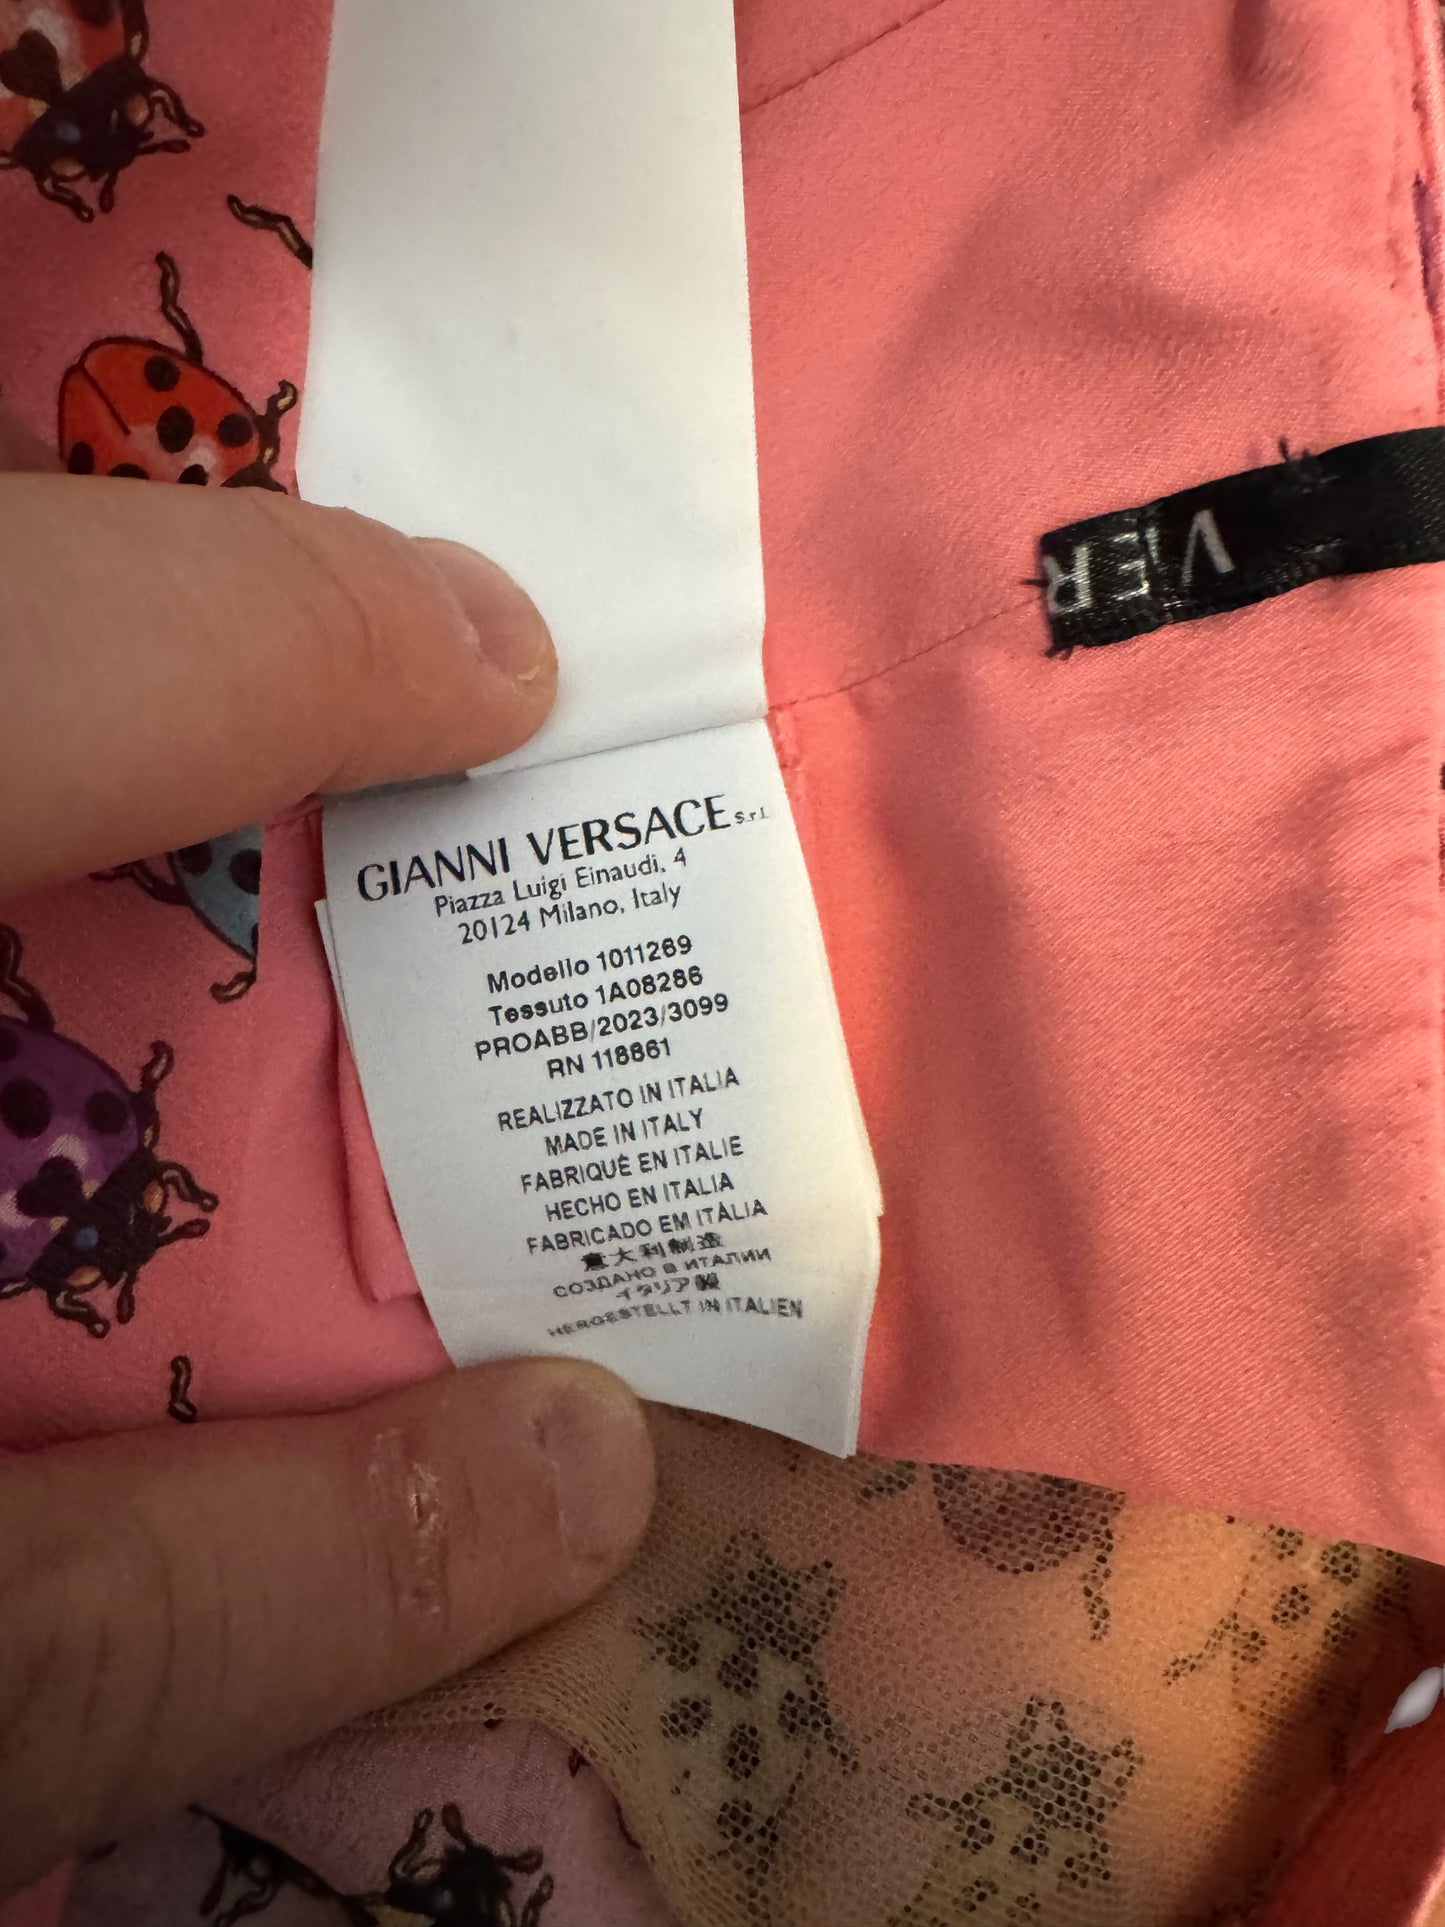 VER
GIANNI VERSACE S.r.l.
Piazza Luigi Einaudi, 4
20124 Milano, Italy
Modello 1011269
Tessuto 1A08286
PROABB/2023/3099
RN 118861
REALIZZATO IN ITALIA
MADE IN ITALY
FABRIQUÉ EN ITALIE
HECHO EN ITALIA
FABRICADO EM ITÁLIA
意大利制造
СОЗДАНО В ИТАЛИИ
イタリア製
HERGESTELLT IN ITALIEN